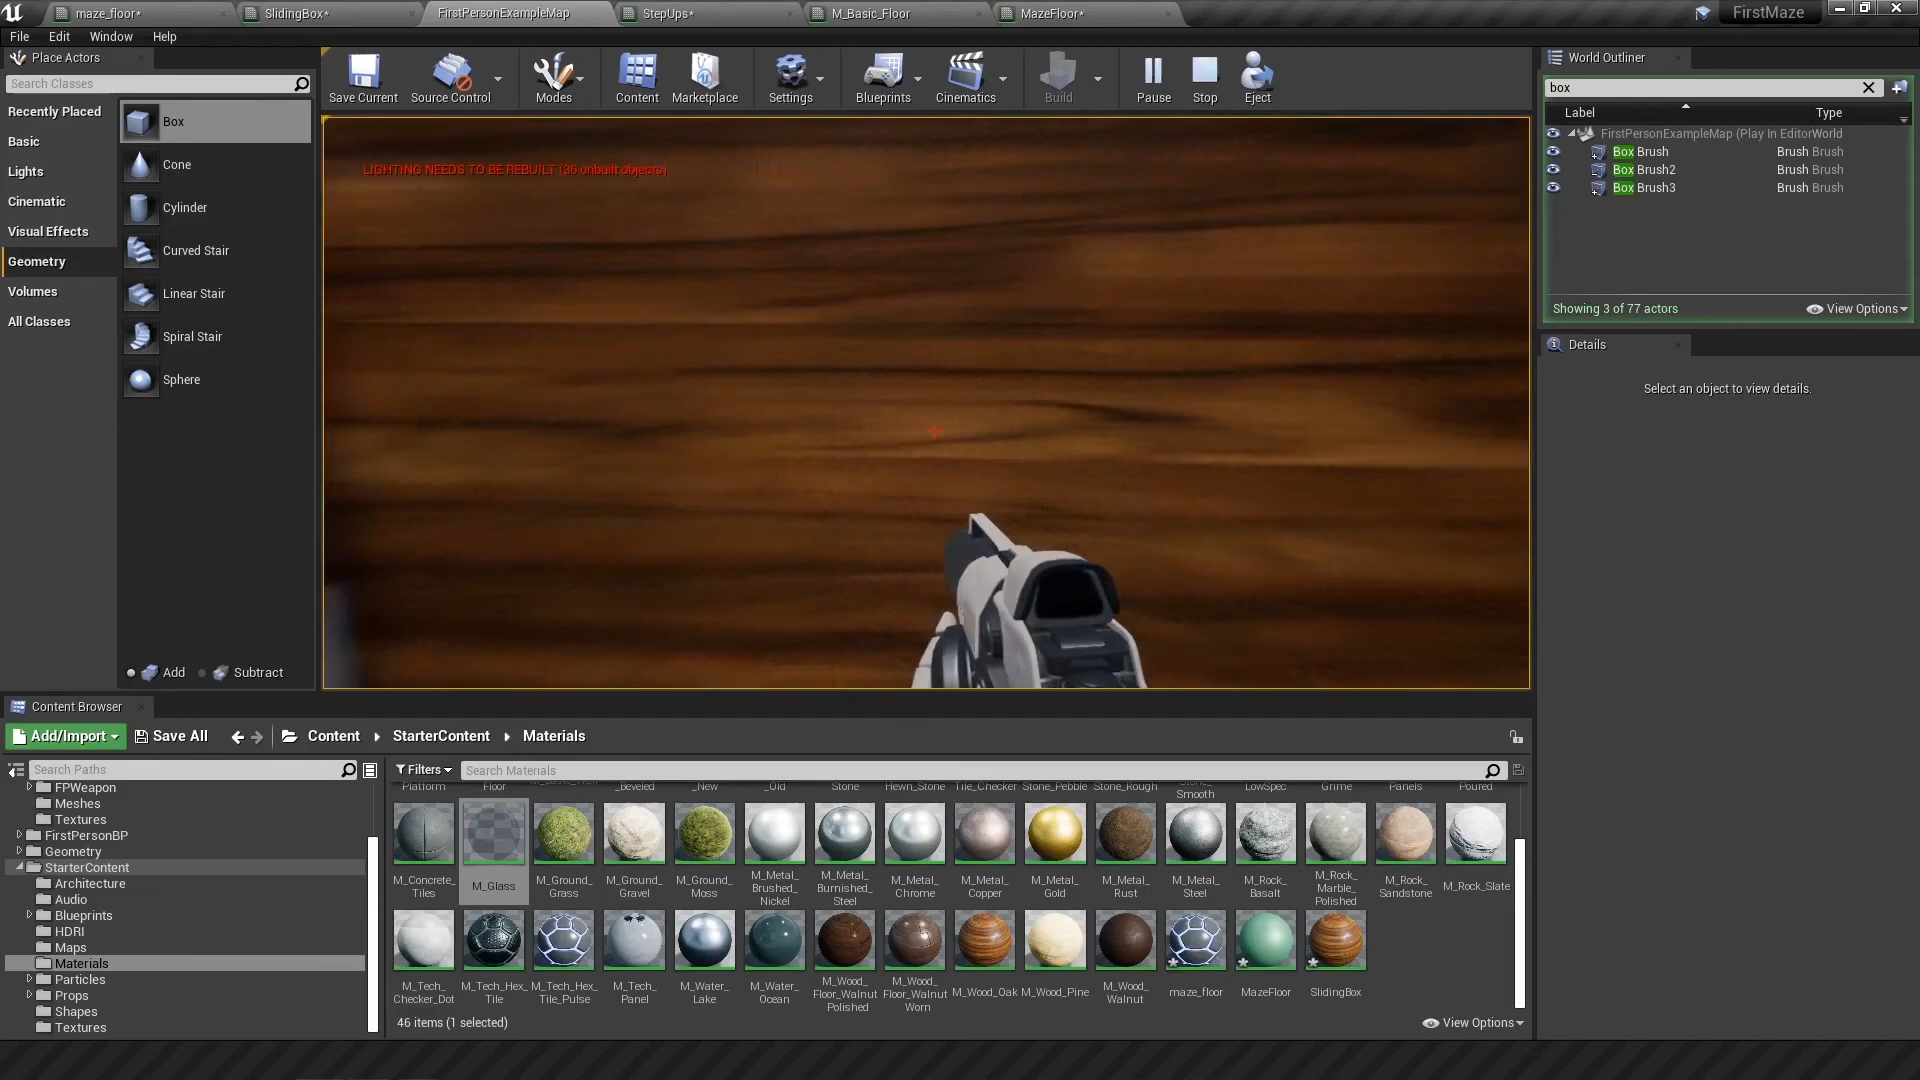 maze_floor*
SlidingBox*
FirstPersonExampleMap
StepUps*
M_Basic_Floor
MazeFloor*
FirstMaze
File Edit Window Help
Place Actors
Search Classes
Recently Placed
Basic
Lights
Cinematic
Visual Effects
Geometry
Volumes
All Classes
Box
Cone
Cylinder
Curved Stair
Linear Stair
Spiral Stair
Sphere
Add
Subtract
Save Current
Source Control
Modes
Content
Marketplace
Settings
Blueprints
Cinematics
Build
Pause
Stop
Eject
LIGHTING NEEDS TO BE REBUILT (36 unbuilt objects)
World Outliner
box
Label Type
FirstPersonExampleMap (Play In Editor World
Box Brush Brush Brush
Box Brush2 Brush Brush
Box Brush3 Brush Brush
Showing 3 of 77 actors
View Options
Details
Select an object to view details.
Content Browser
Add/Import
Save All
Content
StarterContent
Materials
Search Paths
Filters
Search Materials
FPWeapon
Meshes
Textures
FirstPersonBP
Geometry
StarterContent
Architecture
Audio
Blueprints
HDRI
Maps
Materials
Particles
Props
Shapes
Textures
Platform
Floor
_Beveled
_New
_Old
Stone
Hewn_Stone
Tile_Checker
Stone_Pebble
Stone_Rough
Stone_
Smooth
LowSpec
Grime
Panels
Poured
M_Concrete_
Tiles
M_Glass
M_Ground_
Grass
M_Ground_
Gravel
M_Ground_
Moss
M_Metal_
Brushed_
Nickel
M_Metal_
Burnished_
Steel
M_Metal_
Chrome
M_Metal_
Copper
M_Metal_
Gold
M_Metal_
Rust
M_Metal_
Steel
M_Rock_
Basalt
M_Rock_
Marble_
Polished
M_Rock_
Sandstone
M_Rock_Slate
M_Tech_
Checker_Dot
M_Tech_Hex_
Tile
M_Tech_Hex_
Tile_Pulse
M_Tech_
Panel
M_Water_
Lake
M_Water_
Ocean
M_Wood_
Floor_Walnut
Polished
M_Wood_
Floor_Walnut
Worn
M_Wood_Oak
M_Wood_Pine
M_Wood_
Walnut
maze_floor
MazeFloor
SlidingBox
46 items (1 selected)
View Options